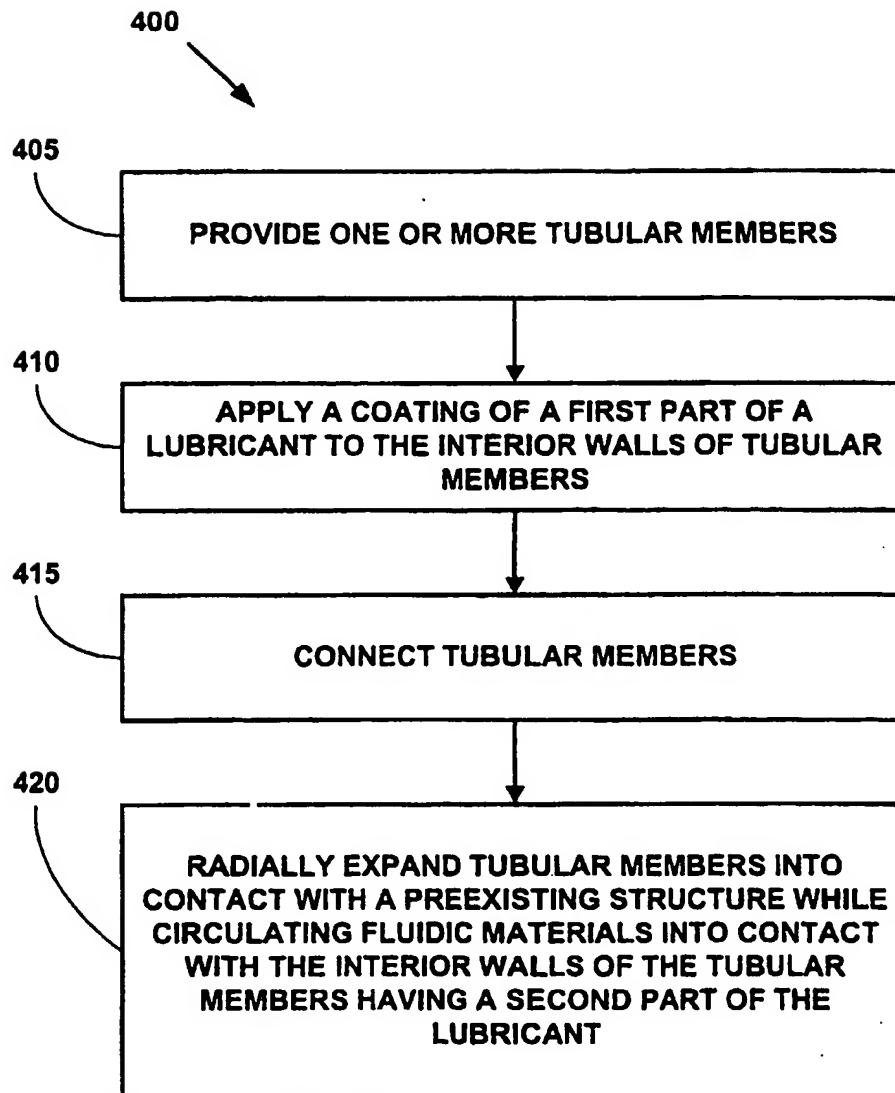 400
405
PROVIDE ONE OR MORE TUBULAR MEMBERS
410
APPLY A COATING OF A FIRST PART OF A
LUBRICANT TO THE INTERIOR WALLS OF TUBULAR
MEMBERS
415
CONNECT TUBULAR MEMBERS
420
RADIALLY EXPAND TUBULAR MEMBERS INTO
CONTACT WITH A PREEXISTING STRUCTURE WHILE
CIRCULATING FLUIDIC MATERIALS INTO CONTACT
WITH THE INTERIOR WALLS OF THE TUBULAR
MEMBERS HAVING A SECOND PART OF THE
LUBRICANT